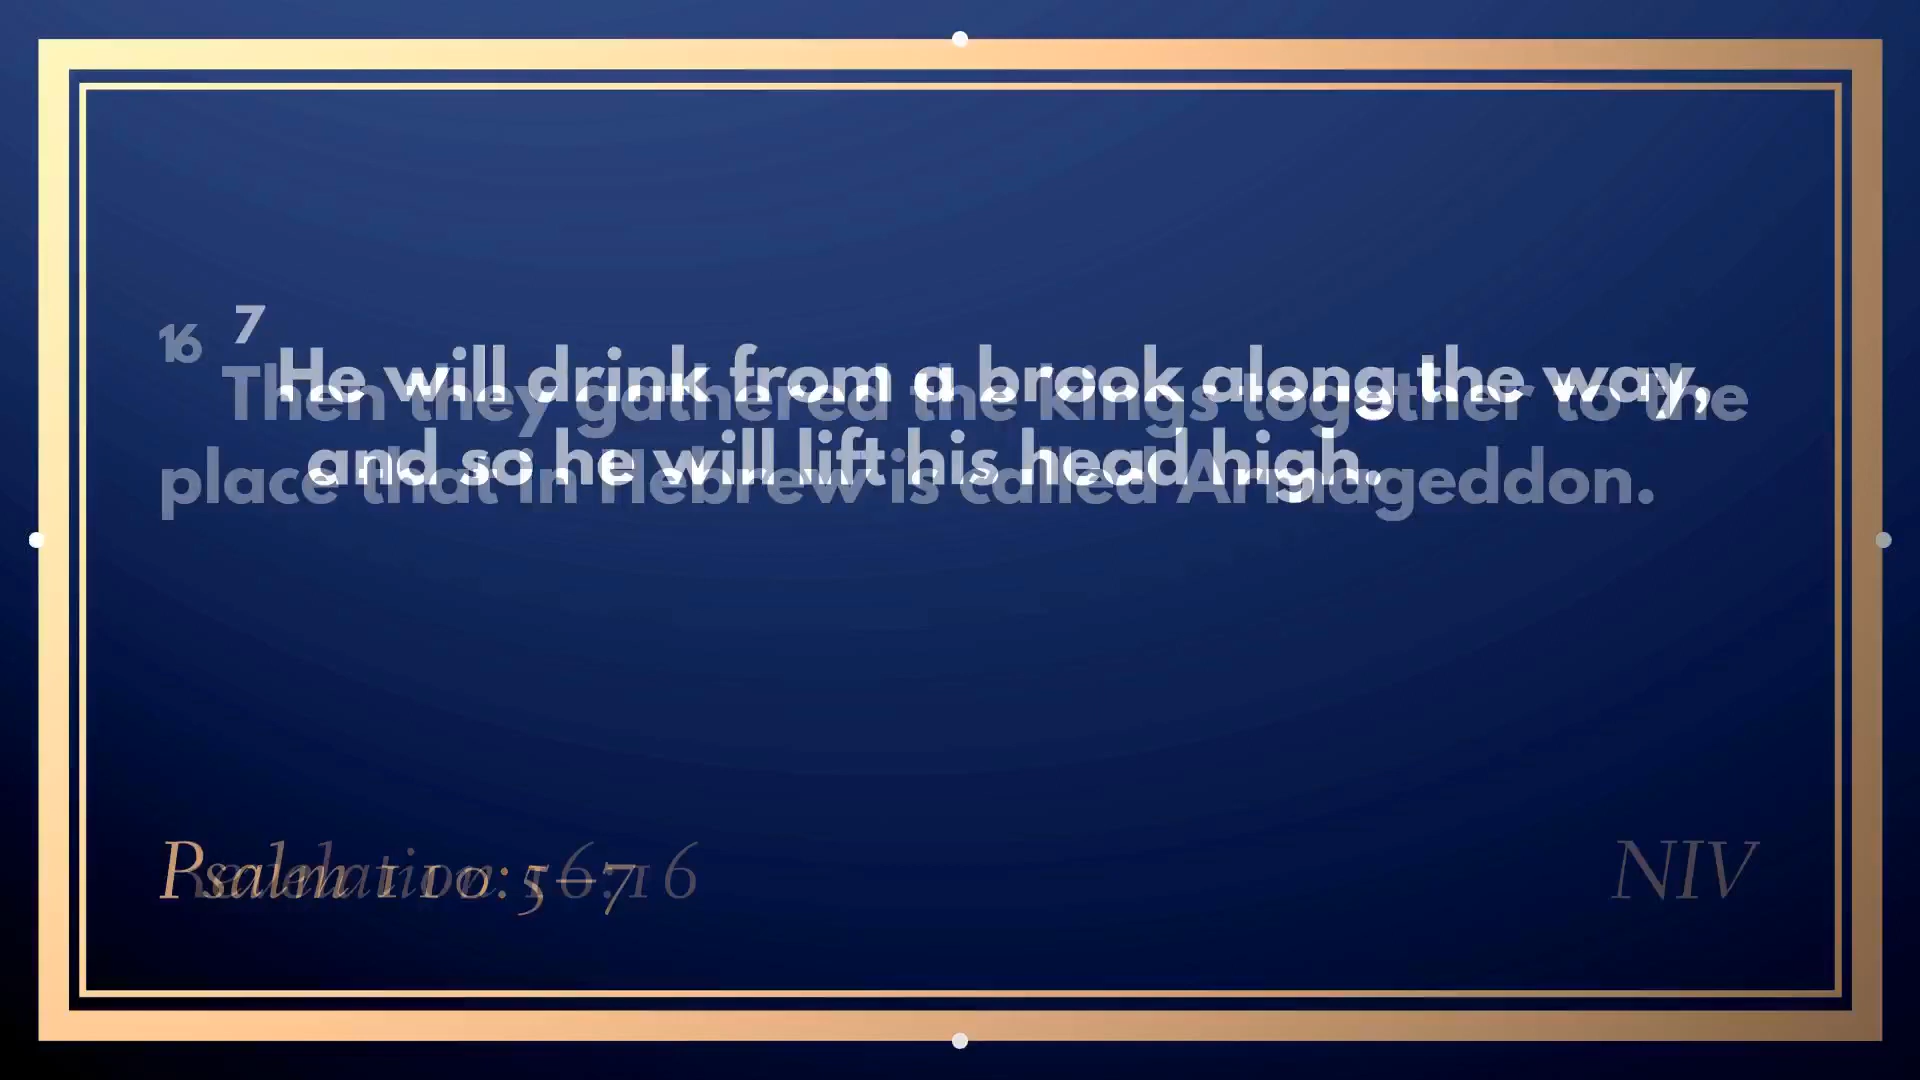 7 He will drink from a brook along the way,
and so he will lift his head high.
16 Then they gathered the kings together to the
place that in Hebrew is called Armageddon.
Psalm 110:5–7
Revelation 16:16
NIV